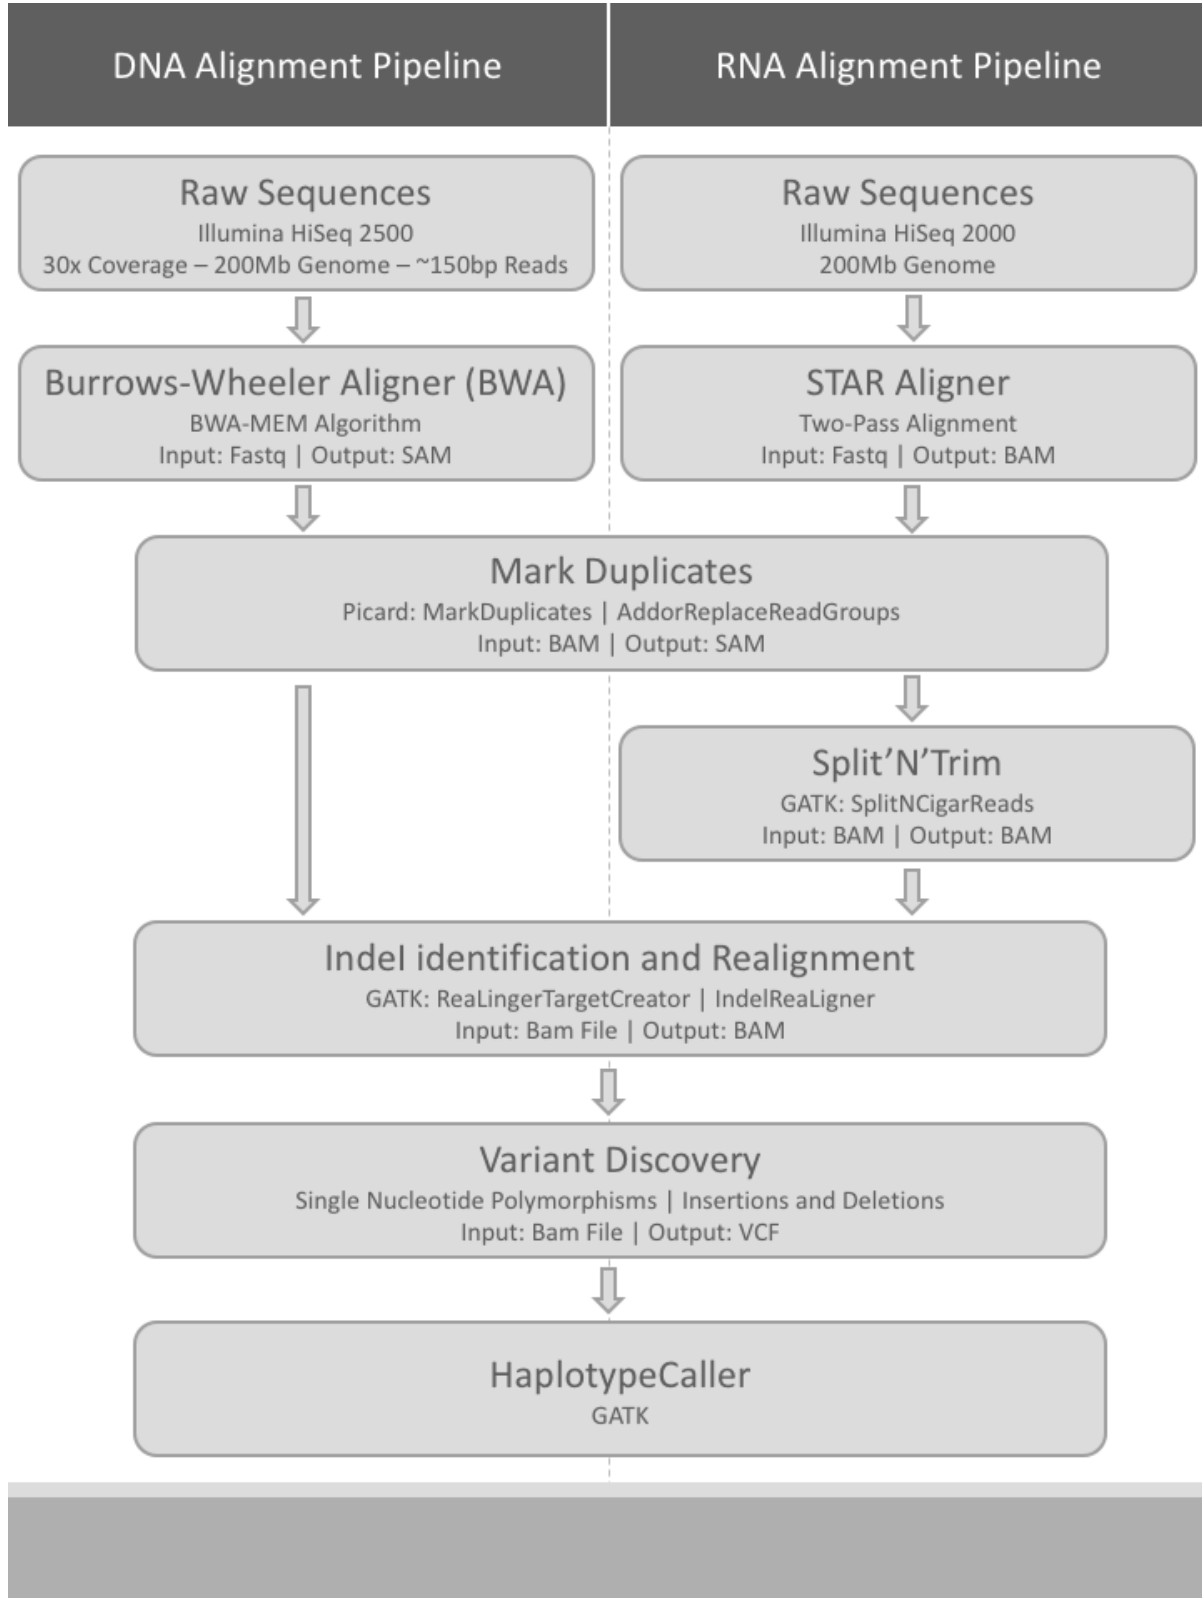 DNA Alignment Pipeline
RNA Alignment Pipeline
Raw Sequences
Illumina HiSeq 2500
30x Coverage – 200Mb Genome – ~150bp Reads
Raw Sequences
Illumina HiSeq 2000
200Mb Genome
Burrows-Wheeler Aligner (BWA)
BWA-MEM Algorithm
Input: Fastq | Output: SAM
STAR Aligner
Two-Pass Alignment
Input: Fastq | Output: BAM
Mark Duplicates
Picard: MarkDuplicates | AddorReplaceReadGroups
Input: BAM | Output: SAM
Split’N’Trim
GATK: SplitNCigarReads
Input: BAM | Output: BAM
Indel identification and Realignment
GATK: ReaLingerTargetCreator | IndelReaLigner
Input: Bam File | Output: BAM
Variant Discovery
Single Nucleotide Polymorphisms | Insertions and Deletions
Input: Bam File | Output: VCF
HaplotypeCaller
GATK